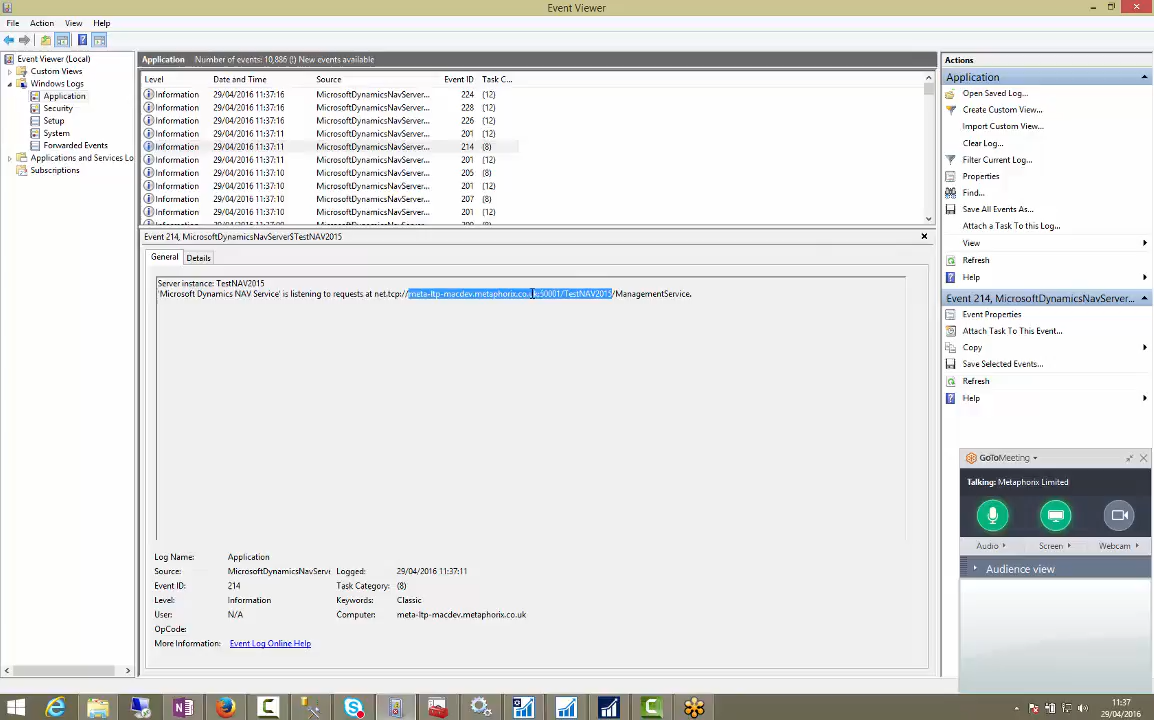 Event Viewer
File Action View Help
Event Viewer (Local)
Custom Views
Windows Logs
Application
Security
Setup
System
Forwarded Events
Applications and Services Lo
Subscriptions
Application Number of events: 10,886 (!) New events available
Level Date and Time Source Event ID Task C...
Information 29/04/2016 11:37:16 MicrosoftDynamicsNavServer... 224 (12)
Information 29/04/2016 11:37:16 MicrosoftDynamicsNavServer... 228 (12)
Information 29/04/2016 11:37:16 MicrosoftDynamicsNavServer... 226 (12)
Information 29/04/2016 11:37:11 MicrosoftDynamicsNavServer... 201 (12)
Information 29/04/2016 11:37:11 MicrosoftDynamicsNavServer... 214 (8)
Information 29/04/2016 11:37:11 MicrosoftDynamicsNavServer... 201 (12)
Information 29/04/2016 11:37:10 MicrosoftDynamicsNavServer... 205 (8)
Information 29/04/2016 11:37:10 MicrosoftDynamicsNavServer... 201 (12)
Information 29/04/2016 11:37:10 MicrosoftDynamicsNavServer... 207 (8)
Information 29/04/2016 11:37:10 MicrosoftDynamicsNavServer... 201 (12)
Event 214, MicrosoftDynamicsNavServer$TestNAV2015
General Details
Server instance: TestNAV2015
'Microsoft Dynamics NAV Service' is listening to requests at net.tcp://meta-ltp-macdev.metaphorix.co.uk:50001/TestNAV2015/ManagementService.
Log Name: Application
Source: MicrosoftDynamicsNavServe Logged: 29/04/2016 11:37:11
Event ID: 214 Task Category: (8)
Level: Information Keywords: Classic
User: N/A Computer: meta-ltp-macdev.metaphorix.co.uk
OpCode:
More Information: Event Log Online Help
Actions
Application
Open Saved Log...
Create Custom View...
Import Custom View...
Clear Log...
Filter Current Log...
Properties
Find...
Save All Events As...
Attach a Task To this Log...
View
Refresh
Help
Event 214, MicrosoftDynamicsNavServer...
Event Properties
Attach Task To This Event...
Copy
Save Selected Events...
Refresh
Help
GoToMeeting
Talking: Metaphorix Limited
Audio Screen Webcam
Audience view
11:37
29/04/2016